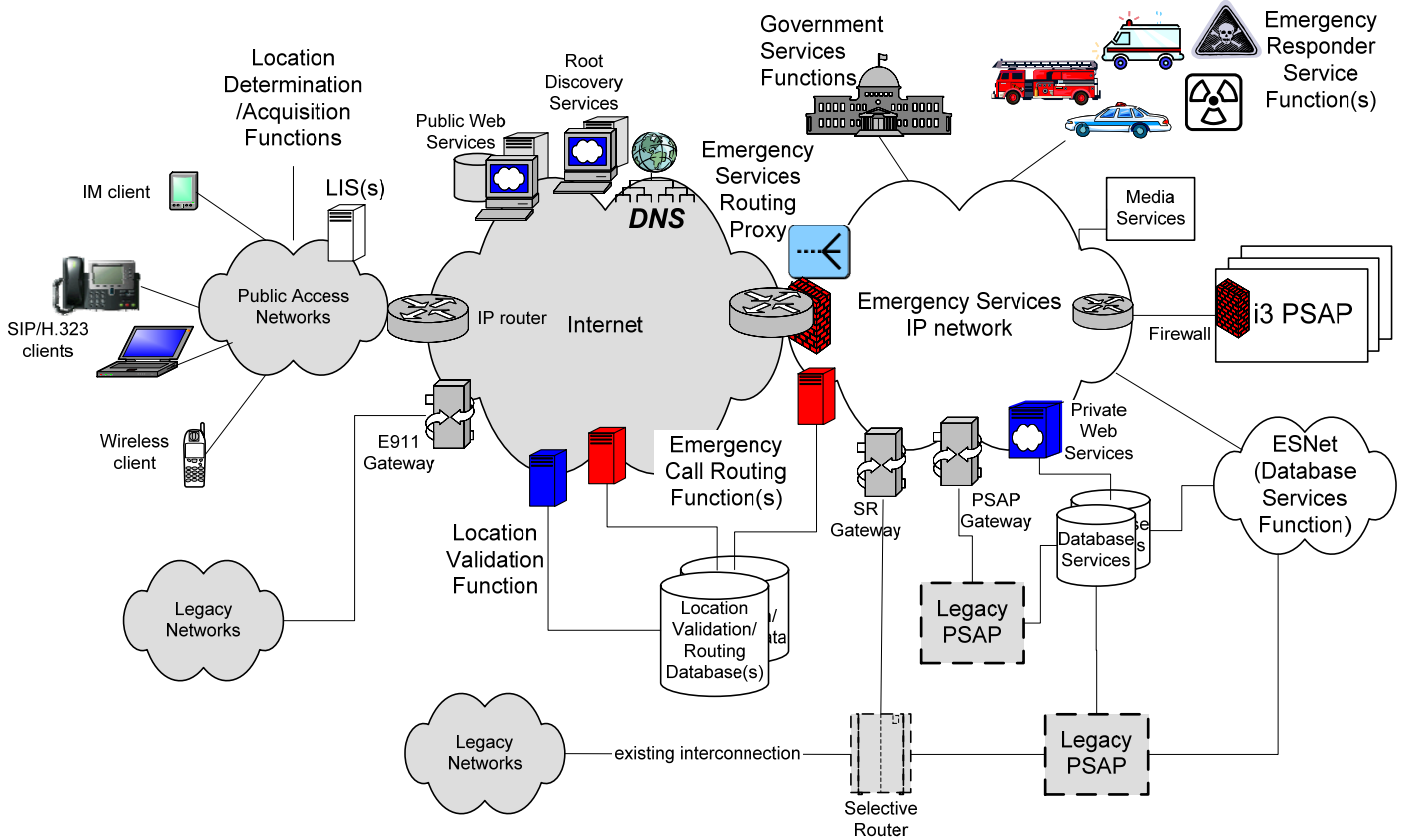 Government
Services
Functions
Emergency
Responder
Service
Function(s)
Location
Determination
/Acquisition
Functions
Root
Discovery
Services
Public Web
Services
DNS
Emergency
Services
Routing
Proxy
Media
Services
IM client
LIS(s)
Public Access
Networks
IP router
Internet
Emergency Services
IP network
i3 PSAP
Firewall
SIP/H.323
clients
Wireless
client
E911
Gateway
Emergency
Call Routing
Function(s)
Private
Web
Services
ESNet
(Database
Services
Function)
SR
Gateway
PSAP
Gateway
Location
Validation
Function
Database
Services
se
s
Legacy
Networks
Location
Validation/
Routing
Database(s)
n/
ata
Legacy
PSAP
Legacy
Networks
existing interconnection
Legacy
PSAP
Selective
Router